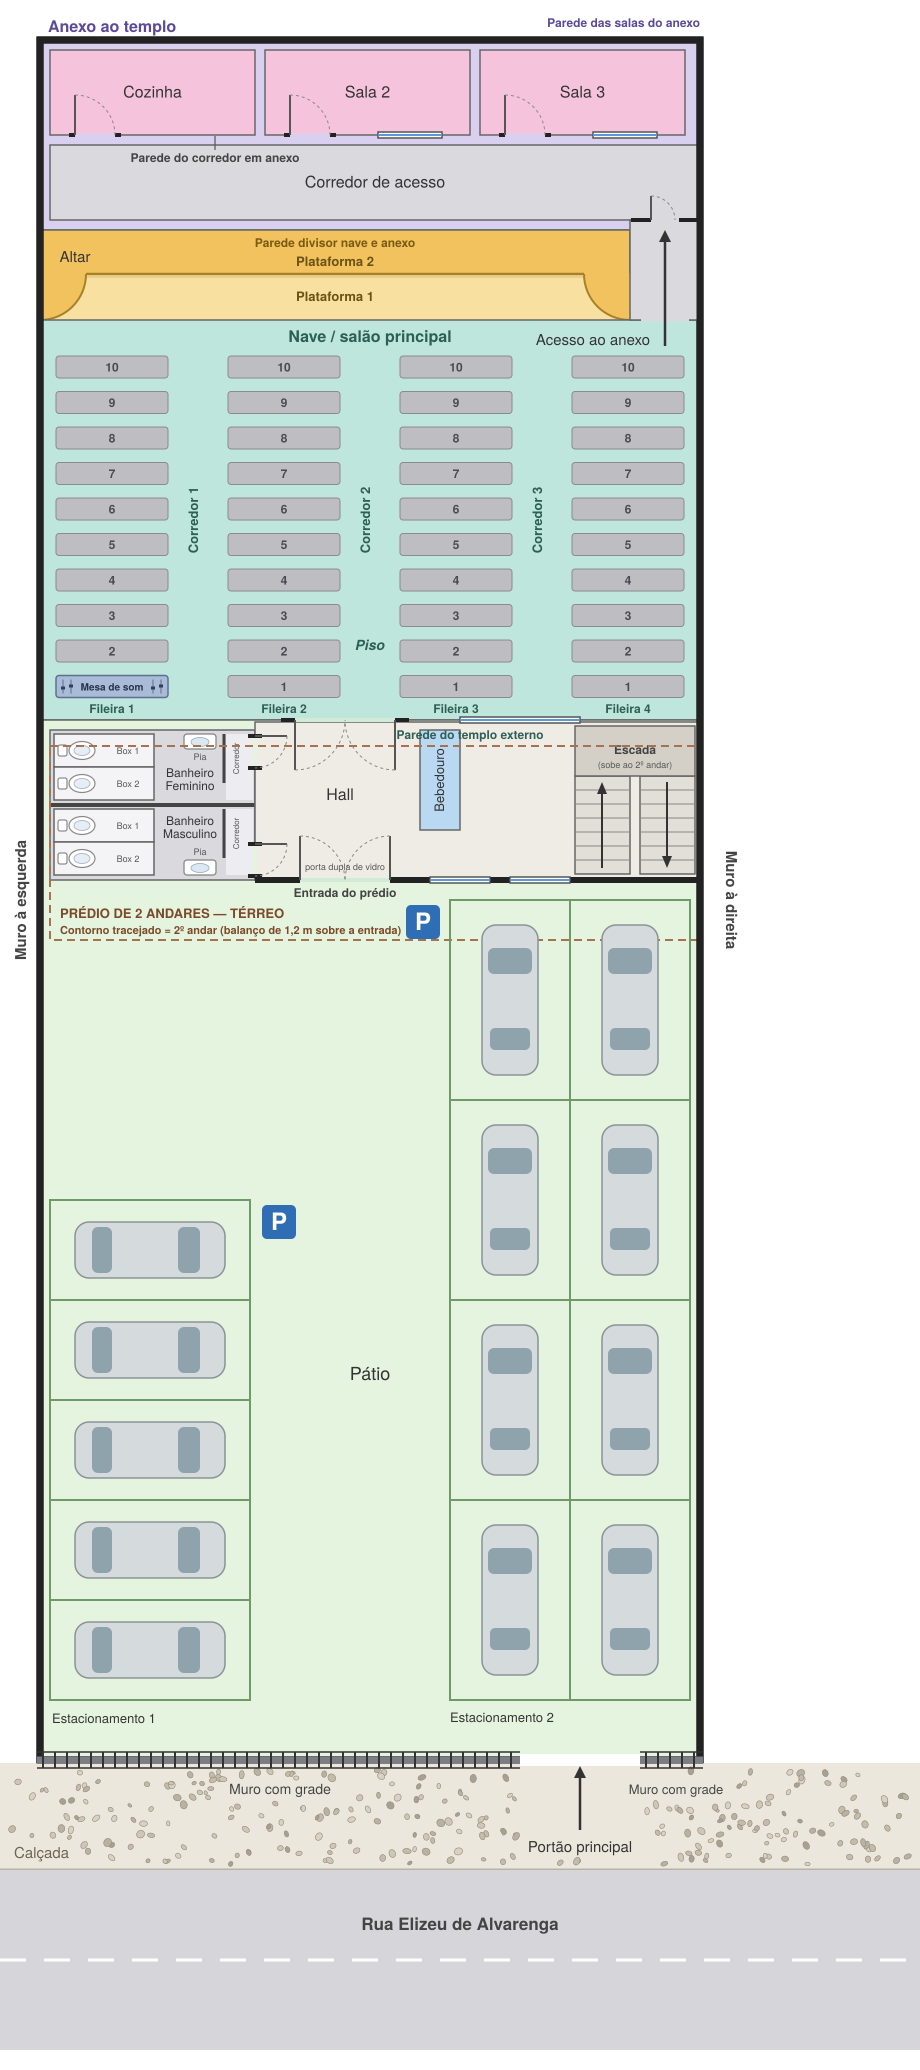 Anexo ao templo
Parede das salas do anexo
Cozinha
Sala 2
Sala 3
Parede do corredor em anexo
Corredor de acesso
Parede divisor nave e anexo
Altar
Plataforma 2
Plataforma 1
Nave / salão principal
Acesso ao anexo
10 10 10 10
9 9 9 9
8 8 8 8
7 7 7 7
6 6 6 6
5 5 5 5
4 4 4 4
3 3 3 3
2 2 2 2
Corredor 1
Corredor 2
Corredor 3
Piso
Mesa de som
1 1 1
Fileira 1
Fileira 2
Fileira 3
Fileira 4
Parede do templo externo
Box 1
Pia
Corredor
Banheiro
Feminino
Box 2
Hall
Bebedouro
Escada
(sobe ao 2º andar)
Box 1
Banheiro
Masculino
Corredor
Box 2
Pia
porta dupla de vidro
Entrada do prédio
Muro à esquerda
Muro à direita
PRÉDIO DE 2 ANDARES — TÉRREO
Contorno tracejado = 2º andar (balanço de 1,2 m sobre a entrada)
P
P
Pátio
Estacionamento 1
Estacionamento 2
Muro com grade
Muro com grade
Portão principal
Calçada
Rua Elizeu de Alvarenga